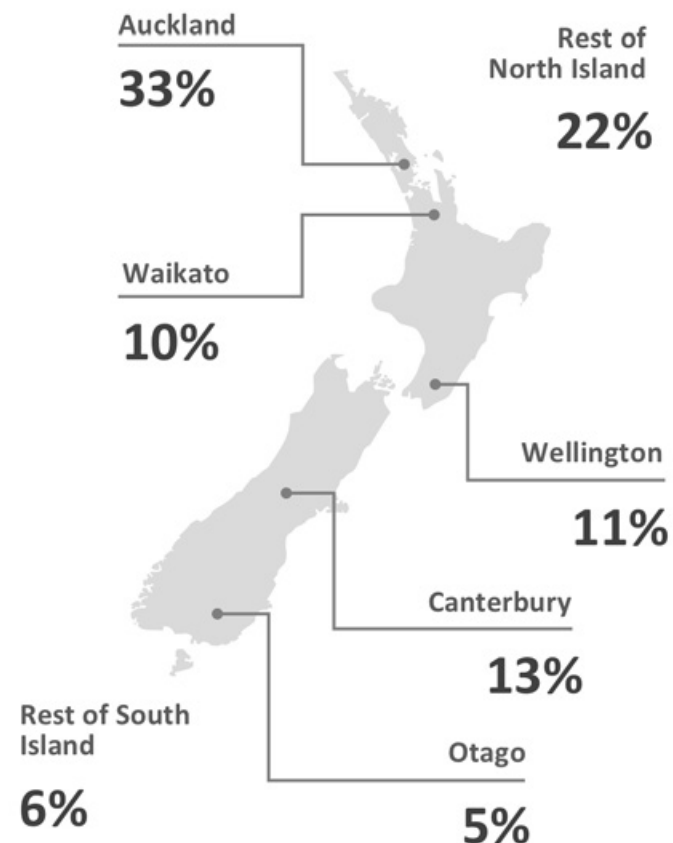 Auckland
33%
Rest of
North Island
22%
Waikato
10%
Wellington
11%
Canterbury
13%
Rest of South
Island
6%
Otago
5%